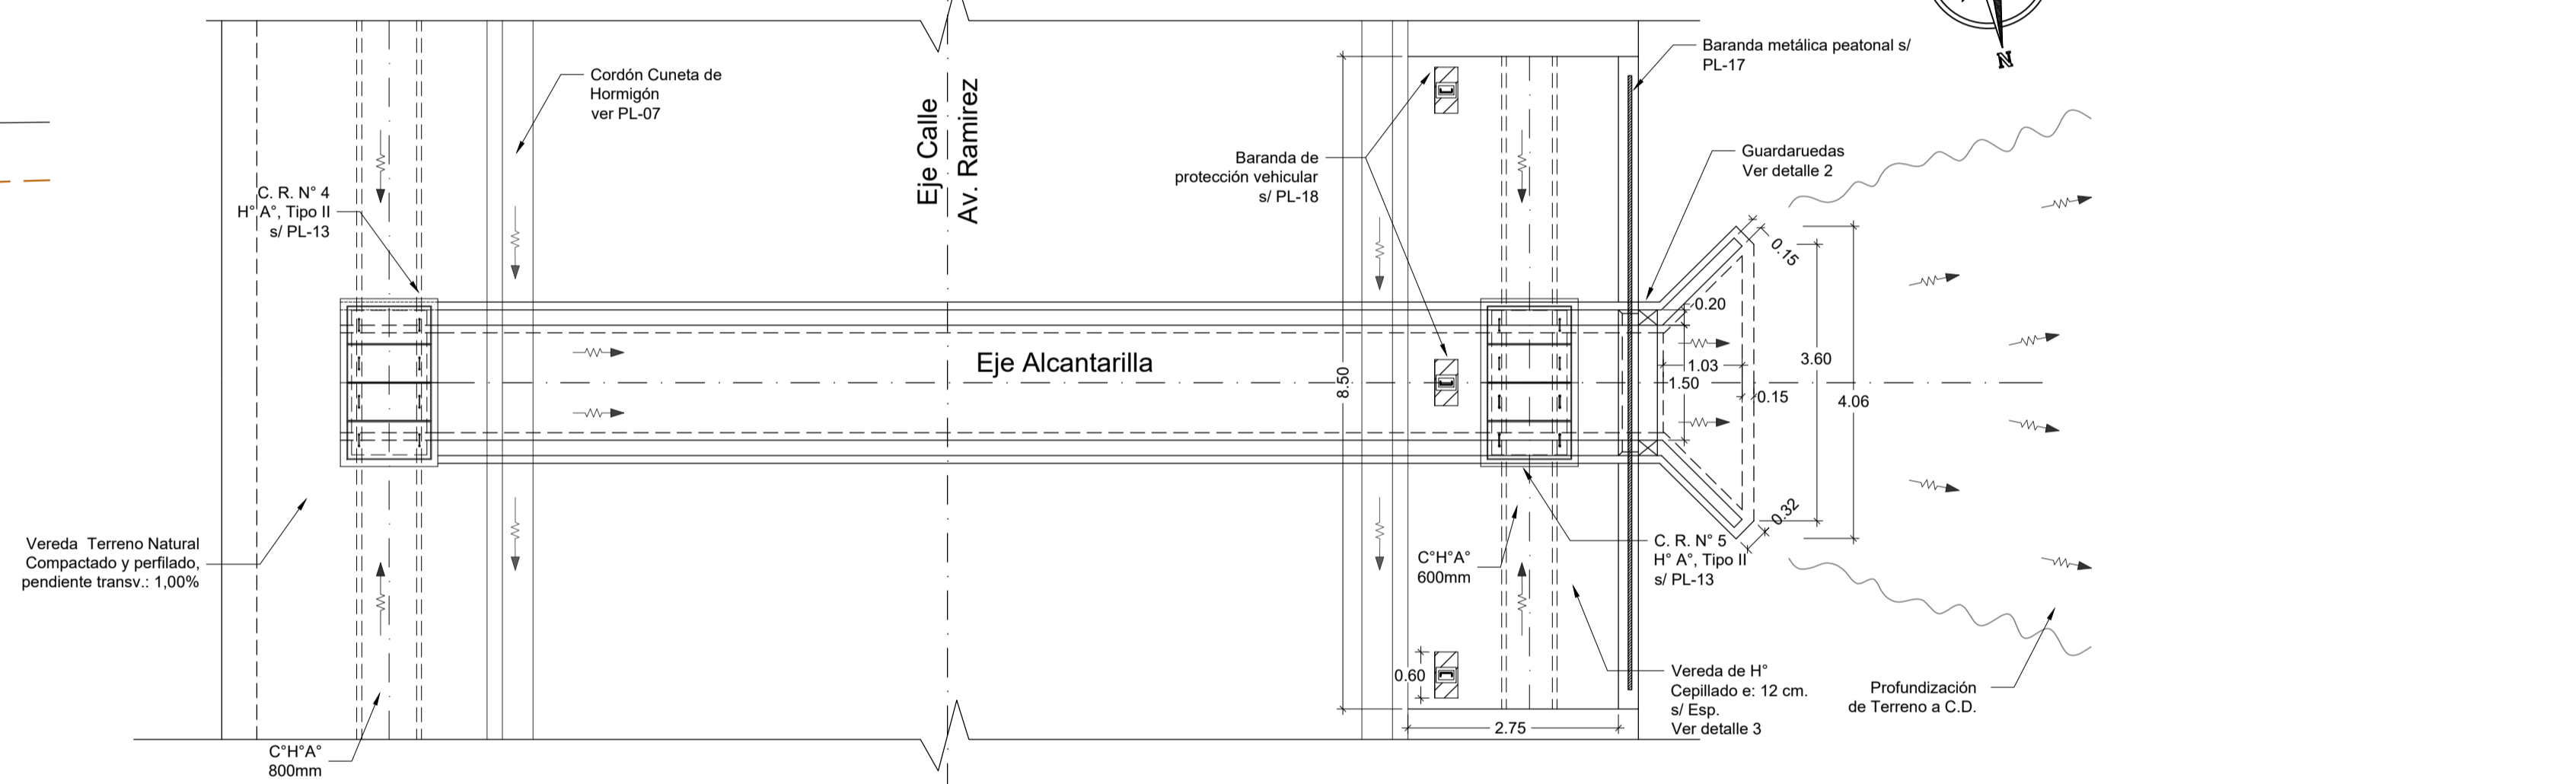 N
Baranda metálica peatonal s/
PL-17
Cordón Cuneta de
Hormigón
ver PL-07
Eje Calle
Av. Ramirez
Baranda de
protección vehicular
s/ PL-18
Guardaruedas
Ver detalle 2
C. R. N° 4
H° A°, Tipo II
s/ PL-13
0.15
0.20
Eje Alcantarilla
8.50
1.03
1.50
3.60
0.15
4.06
0.32
Vereda Terreno Natural
Compactado y perfilado,
pendiente transv.: 1,00%
C°H°A°
600mm
C. R. N° 5
H° A°, Tipo II
s/ PL-13
0.60
Vereda de H°
Cepillado e: 12 cm.
s/ Esp.
Ver detalle 3
Profundización
de Terreno a C.D.
2.75
C°H°A°
800mm